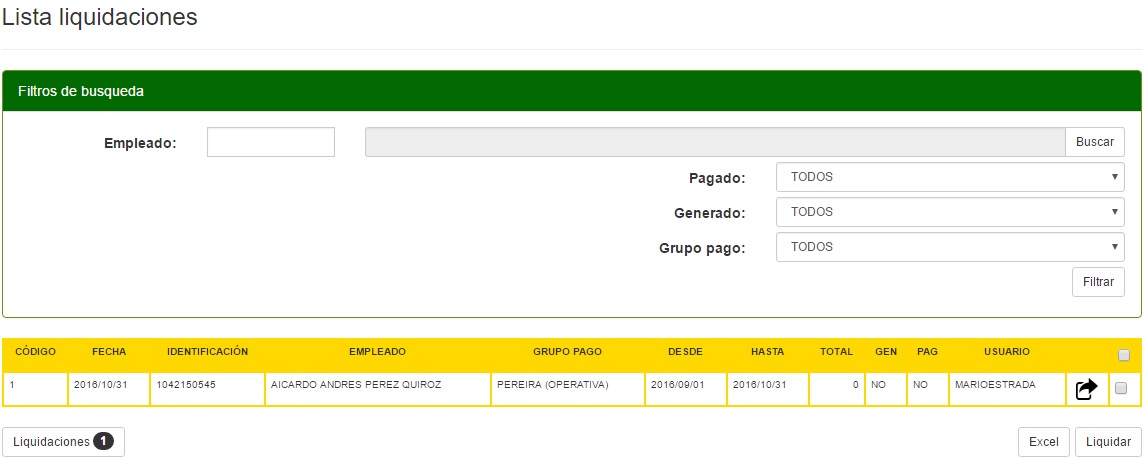 Lista liquidaciones
Filtros de busqueda
Empleado: Buscar
Pagado: TODOS
Generado: TODOS
Grupo pago: TODOS
Filtrar
CÓDIGO FECHA IDENTIFICACIÓN EMPLEADO GRUPO PAGO DESDE HASTA TOTAL GEN PAG USUARIO
1 2016/10/31 1042150545 AICARDO ANDRES PEREZ QUIROZ PEREIRA (OPERATIVA) 2016/09/01 2016/10/31 0 NO NO MARIOESTRADA
Liquidaciones 1 Excel Liquidar